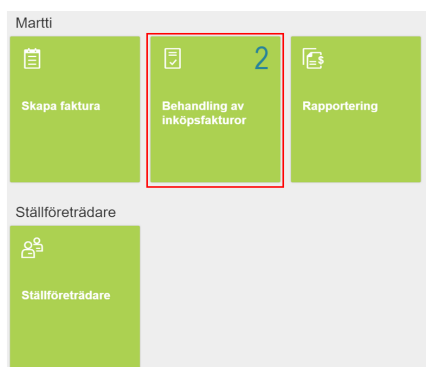 Martti
2
Skapa faktura
Behandling av
inköpsfakturor
Rapportering
Ställföreträdare
Ställföreträdare